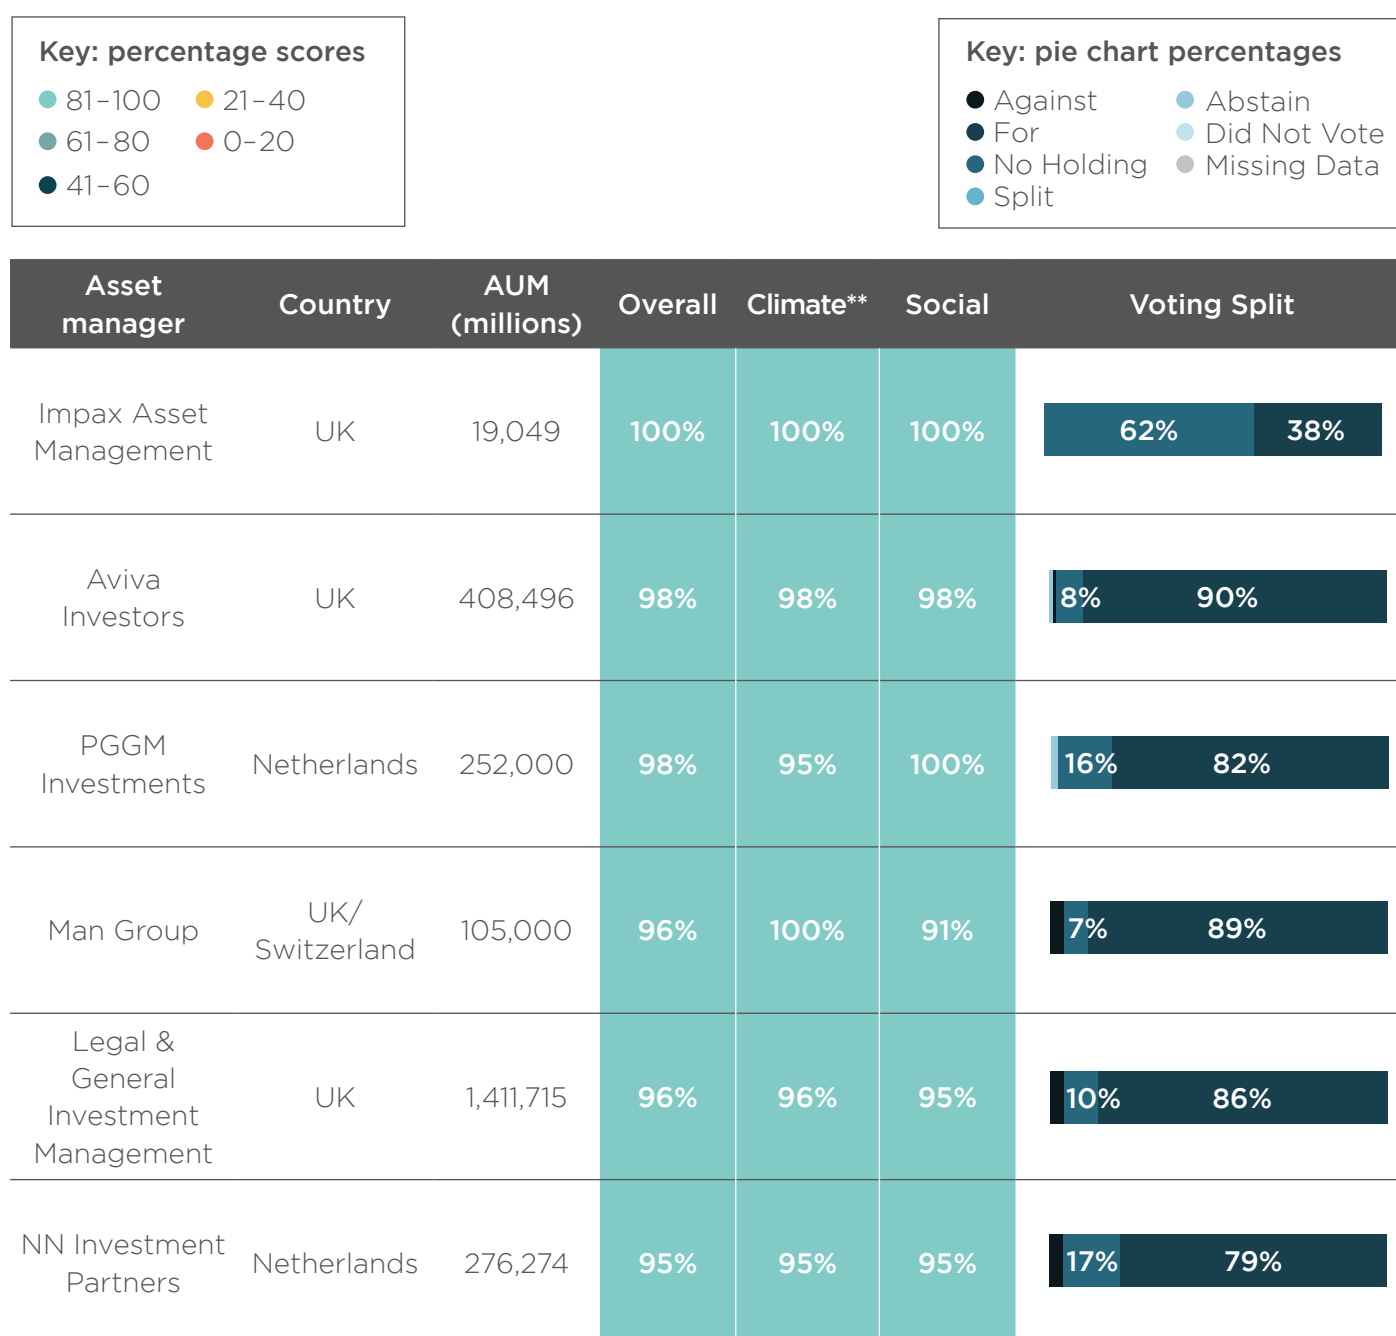 Key: percentage scores
81–100
21–40
61–80
0–20
41–60
Key: pie chart percentages
Against
Abstain
For
Did Not Vote
No Holding
Missing Data
Split
Asset
manager
Country
AUM
(millions)
Overall
Climate**
Social
Voting Split
Impax Asset
Management
UK
19,049
100%
100%
100%
62%
38%
Aviva
Investors
UK
408,496
98%
98%
98%
8%
90%
PGGM
Investments
Netherlands
252,000
98%
95%
100%
16%
82%
Man Group
UK/
Switzerland
105,000
96%
100%
91%
7%
89%
Legal &
General
Investment
Management
UK
1,411,715
96%
96%
95%
10%
86%
NN Investment
Partners
Netherlands
276,274
95%
95%
95%
17%
79%